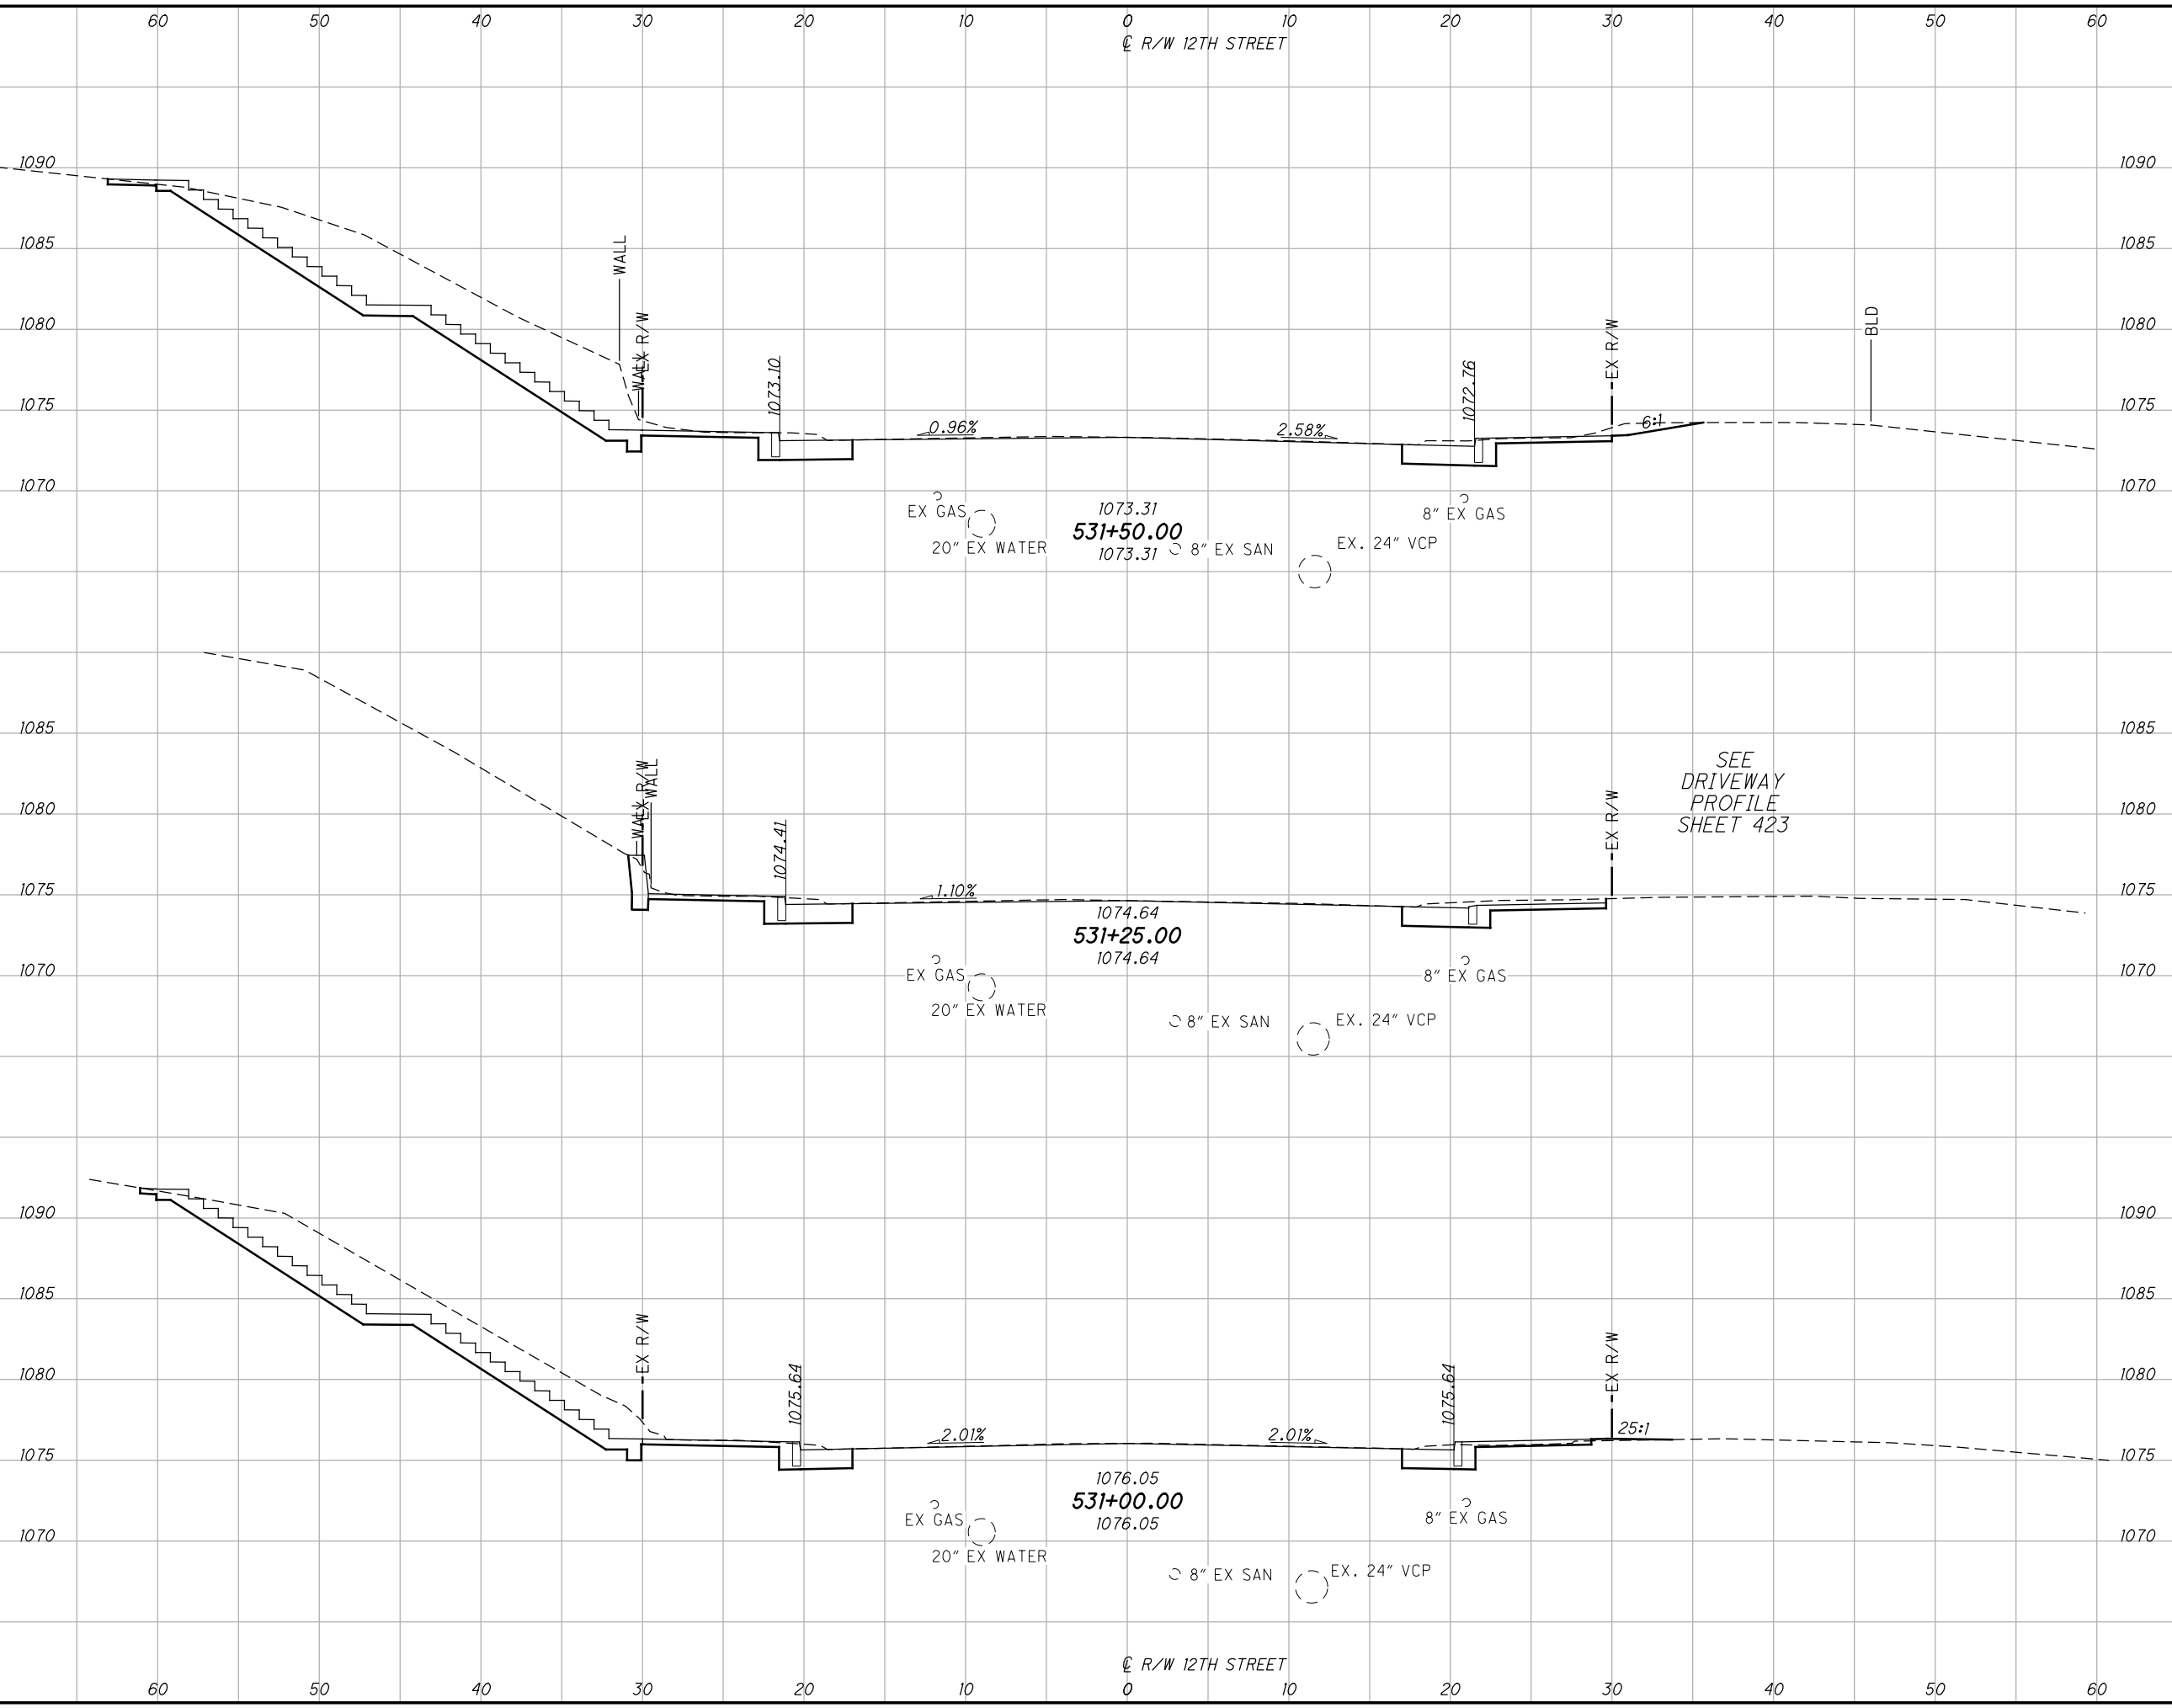 60 50 40 30 20 10 0 10 20 30 40 50 60
℄ R/W 12TH STREET
1090 1090
1085 1085
WALL
1080 1080
WALL
EX R/W
1073.10
1072.76
EX R/W
BLD
1075 1075
0.96%
2.58%
6:1
1070 1070
EX GAS
20" EX WATER
1073.31
531+50.00
1073.31
8" EX SAN
EX. 24" VCP
8" EX GAS
1085 1085
SEE
DRIVEWAY
PROFILE
SHEET 423
WALL
EX R/W
WALL
1080 1080
1074.41
EX R/W
1075 1075
1.10%
1074.64
531+25.00
1074.64
1070 1070
EX GAS
20" EX WATER
8" EX SAN
EX. 24" VCP
8" EX GAS
1090 1090
1085 1085
EX R/W
EX R/W
1080 1080
1075.64
1075.64
2.01%
2.01%
25:1
1075 1075
1076.05
531+00.00
1076.05
EX GAS
8" EX GAS
1070 1070
20" EX WATER
8" EX SAN
EX. 24" VCP
℄ R/W 12TH STREET
60 50 40 30 20 10 0 10 20 30 40 50 60